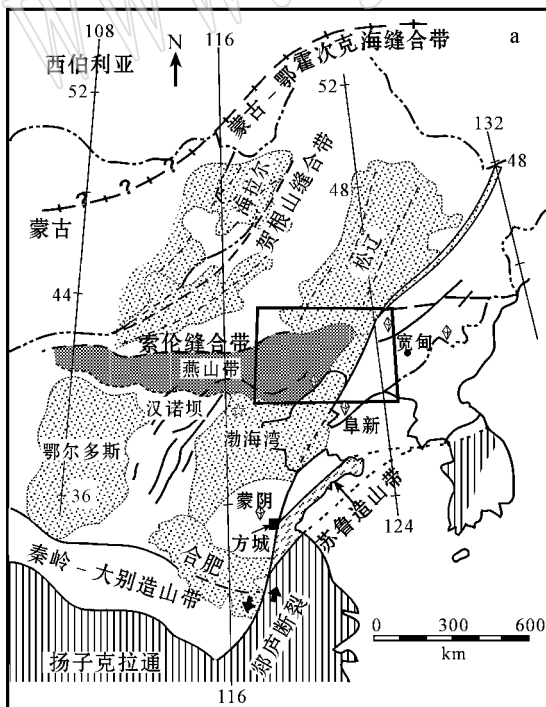 108
116
a
N
西伯利亚
蒙古-鄂霍次克海缝合带
52
52
132
48
?
?
海拉尔
贺根山缝合带
48
松辽
蒙古
44
索伦缝合带
燕山带
宽甸
汉诺坝
渤海湾
阜新
鄂尔多斯
36
蒙阴
方城
苏鲁造山带
124
合肥
秦岭-大别造山带
郯庐断裂
扬子克拉通
0 300 600
km
116